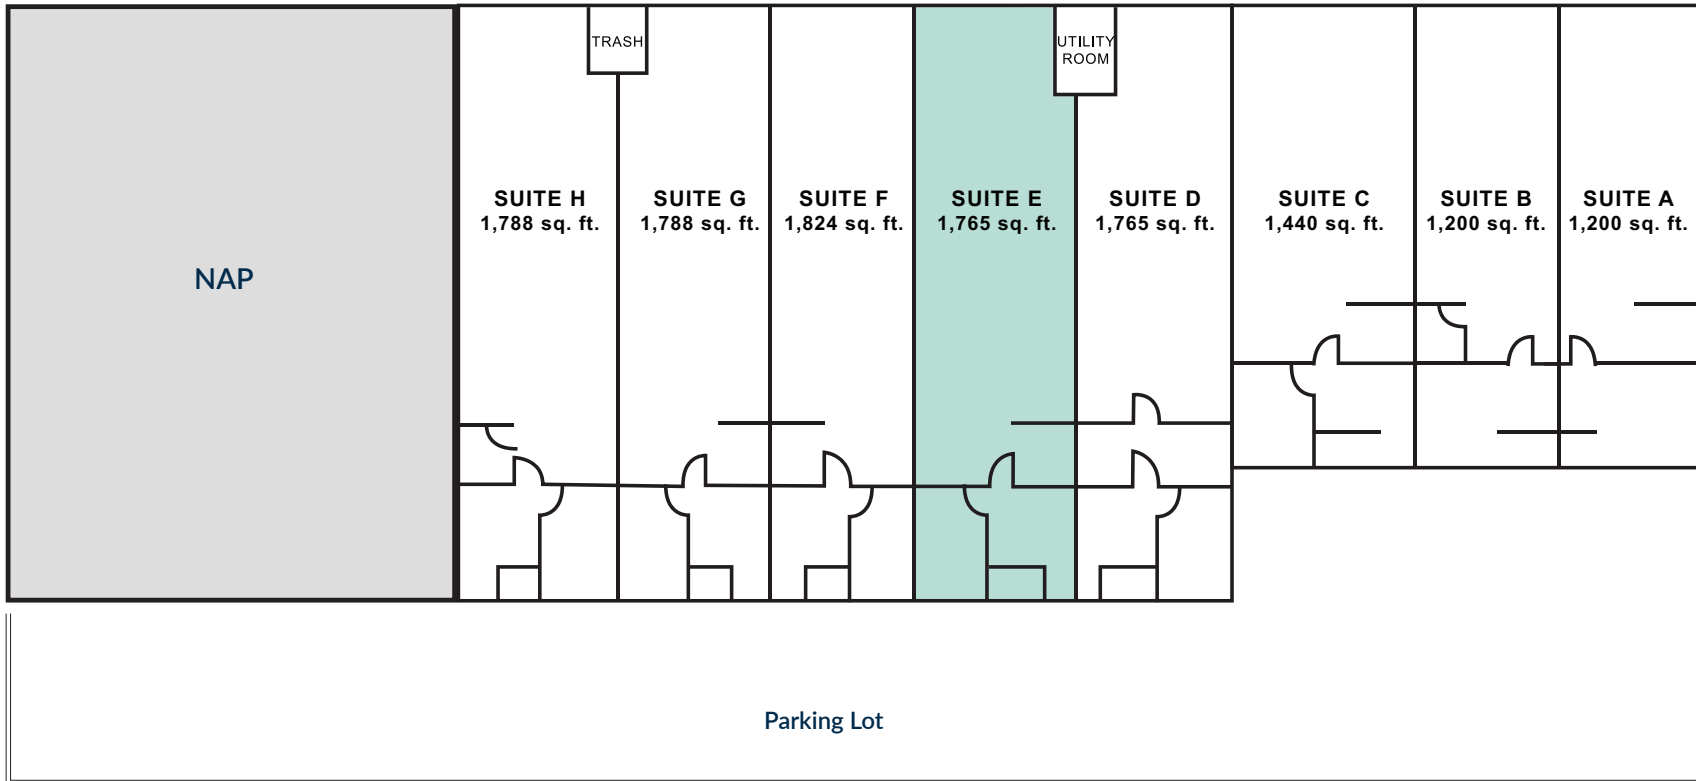 TRASH
UTILITY
ROOM
SUITE H
1,788 sq. ft.
SUITE G
1,788 sq. ft.
SUITE F
1,824 sq. ft.
SUITE E
1,765 sq. ft.
SUITE D
1,765 sq. ft.
SUITE C
1,440 sq. ft.
SUITE B
1,200 sq. ft.
SUITE A
1,200 sq. ft.
NAP
Parking Lot